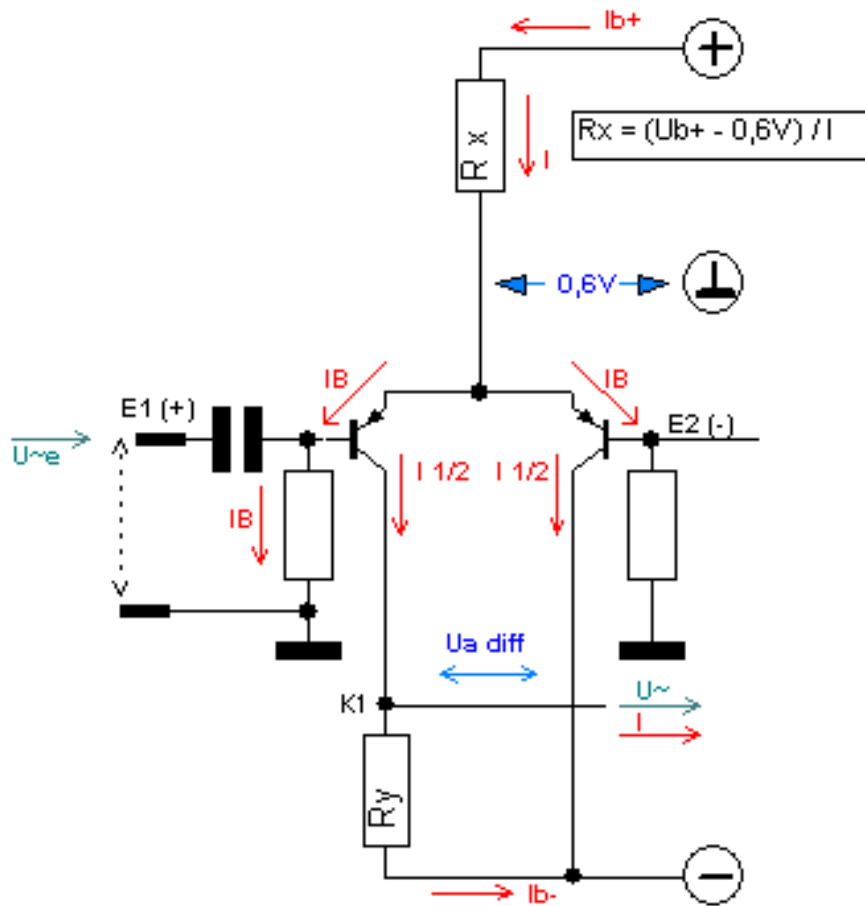 Ib+
+
R x
I
Rx = (Ub+ - 0,6V) / I
0,6V
IB
IB
E1 (+)
E2 (-)
U~e
I 1/2
I 1/2
IB
Ua diff
K1
U~
I
Ry
Ib-
-